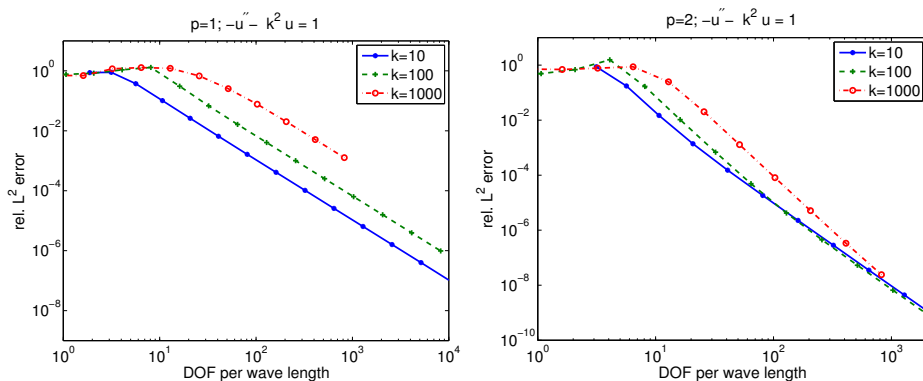 p=1; -u'' - k² u = 1
k=10
k=100
k=1000
rel. L² error
10⁰
10⁻²
10⁻⁴
10⁻⁶
10⁻⁸
10⁰ 10¹ 10² 10³ 10⁴
DOF per wave length
p=2; -u'' - k² u = 1
k=10
k=100
k=1000
rel. L² error
10⁰
10⁻²
10⁻⁴
10⁻⁶
10⁻⁸
10⁻¹⁰
10⁰ 10¹ 10² 10³
DOF per wave length